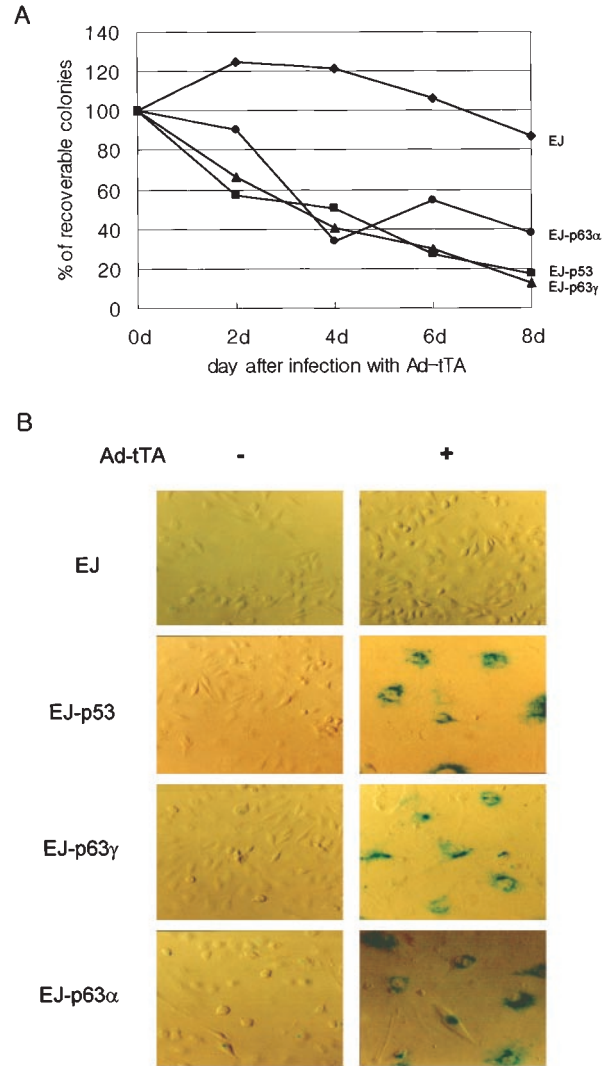 A
140
120
100
80
60
40
20
0
% of recoverable colonies
0d 2d 4d 6d 8d
day after infection with Ad-tTA
EJ
EJ-p63α
EJ-p53
EJ-p63γ
B
Ad-tTA - +
EJ
EJ-p53
EJ-p63γ
EJ-p63α